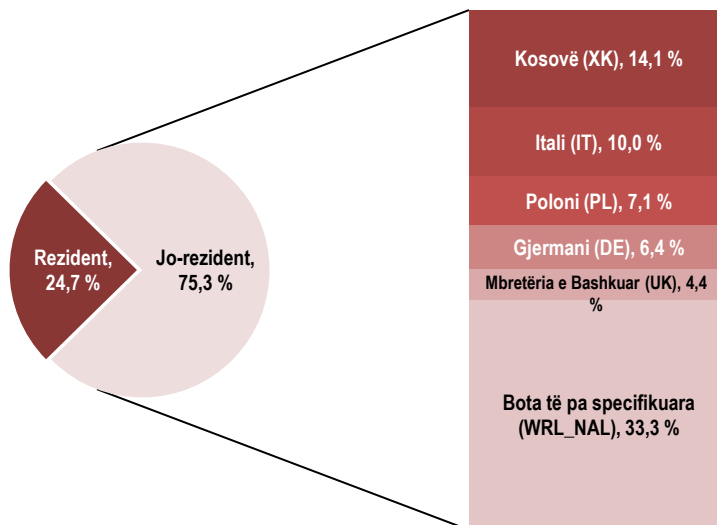 Rezident,
24,7 %
Jo-rezident,
75,3 %
Kosovë (XK), 14,1 %
Itali (IT), 10,0 %
Poloni (PL), 7,1 %
Gjermani (DE), 6,4 %
Mbretëria e Bashkuar (UK), 4,4
%
Bota të pa specifikuara
(WRL_NAL), 33,3 %